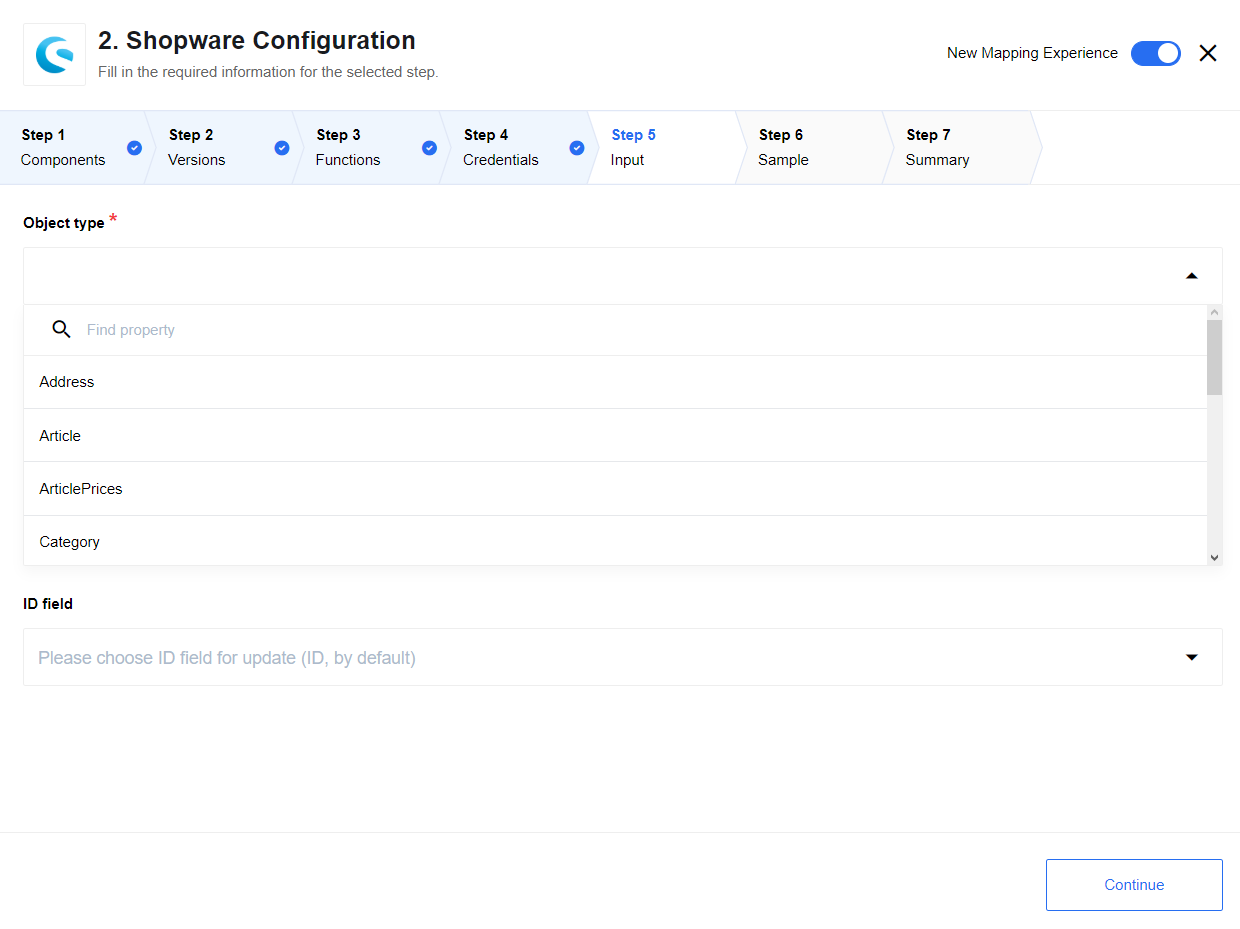 2. Shopware Configuration
Fill in the required information for the selected step.
New Mapping Experience
Step 1
Components
Step 2
Versions
Step 3
Functions
Step 4
Credentials
Step 5
Input
Step 6
Sample
Step 7
Summary
Object type *
Find property
Address
Article
ArticlePrices
Category
ID field
Please choose ID field for update (ID, by default)
Continue